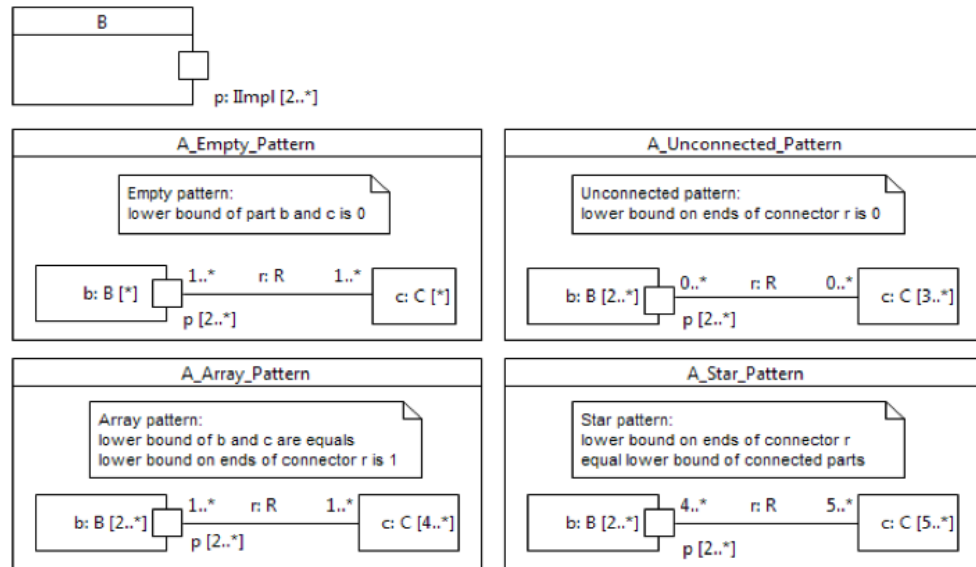 B
p: IImpl [2..*]
A_Empty_Pattern
Empty pattern:
lower bound of part b and c is 0
1..* r: R 1..*
b: B [*]
c: C [*]
p [2..*]
A_Unconnected_Pattern
Unconnected pattern:
lower bound on ends of connector r is 0
0..* r: R 0..*
b: B [2..*]
c: C [3..*]
p [2..*]
A_Array_Pattern
Array pattern:
lower bound of b and c are equals
lower bound on ends of connector r is 1
1..* r: R 1..*
b: B [2..*]
c: C [4..*]
p [2..*]
A_Star_Pattern
Star pattern:
lower bound on ends of connector r
equal lower bound of connected parts
4..* r: R 5..*
b: B [2..*]
c: C [5..*]
p [2..*]